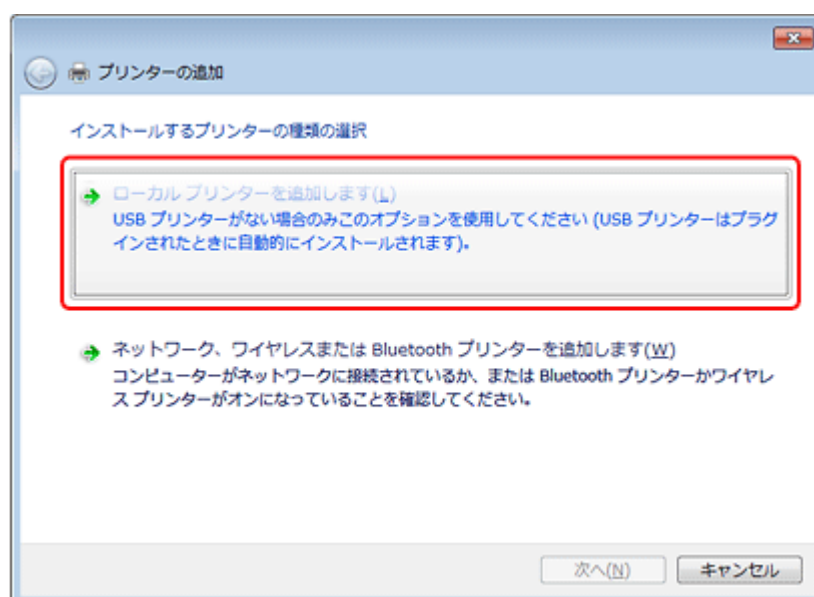 プリンターの追加
インストールするプリンターの種類の選択
ローカル プリンターを追加します(L)
USB プリンターがない場合のみこのオプションを使用してください (USB プリンターはプラグ
インされたときに自動的にインストールされます)。
ネットワーク、ワイヤレスまたは Bluetooth プリンターを追加します(W)
コンピューターがネットワークに接続されているか、または Bluetooth プリンターかワイヤレ
ス プリンターがオンになっていることを確認してください。
次へ(N)
キャンセル